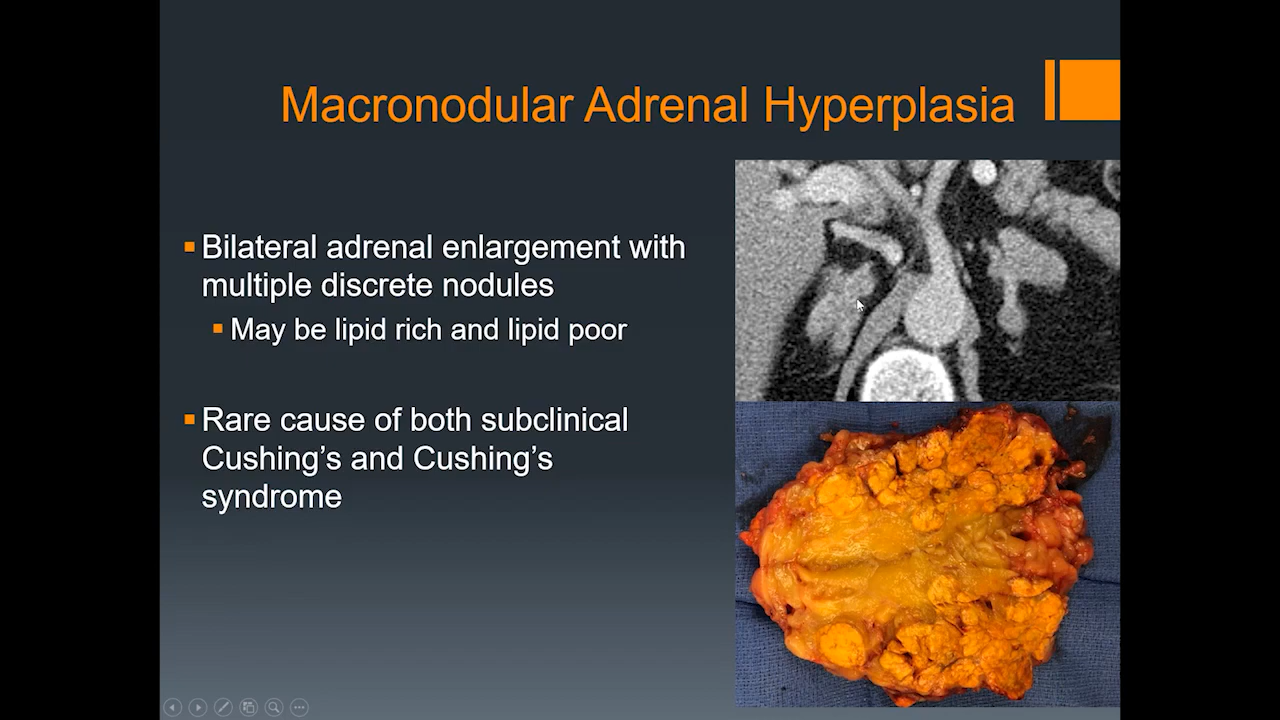 Macronodular Adrenal Hyperplasia
Bilateral adrenal enlargement with
multiple discrete nodules
May be lipid rich and lipid poor
Rare cause of both subclinical
Cushing’s and Cushing’s
syndrome